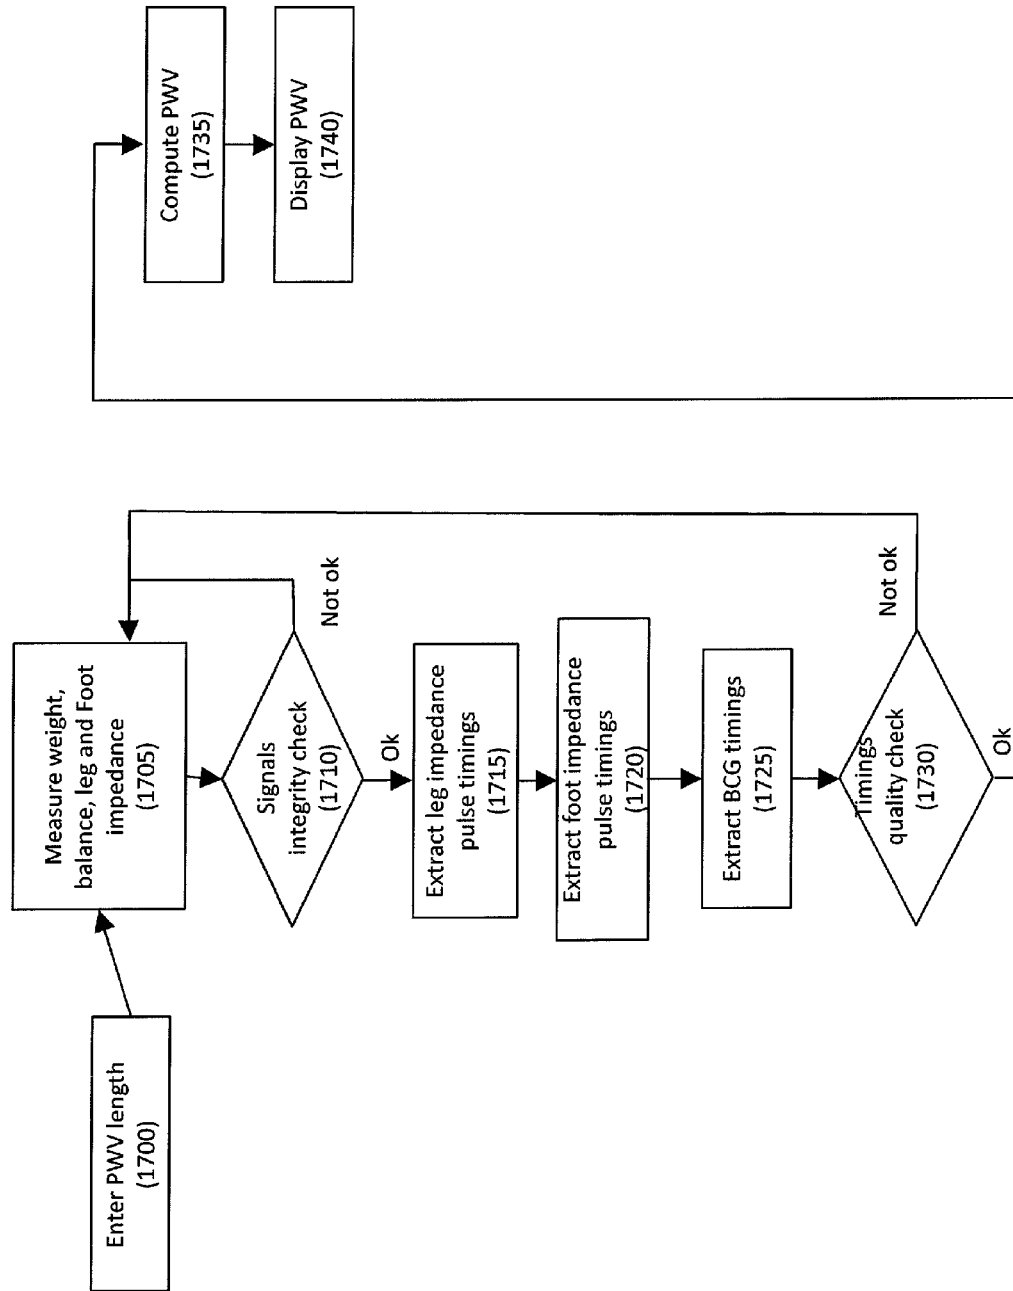 Enter PWV length
(1700)
Measure weight,
balance, leg and Foot
impedance
(1705)
Signals
integrity check
(1710)
Not ok
Ok
Extract leg impedance
pulse timings
(1715)
Extract foot impedance
pulse timings
(1720)
Extract BCG timings
(1725)
Timings
quality check
(1730)
Not ok
Ok
Compute PWV
(1735)
Display PWV
(1740)